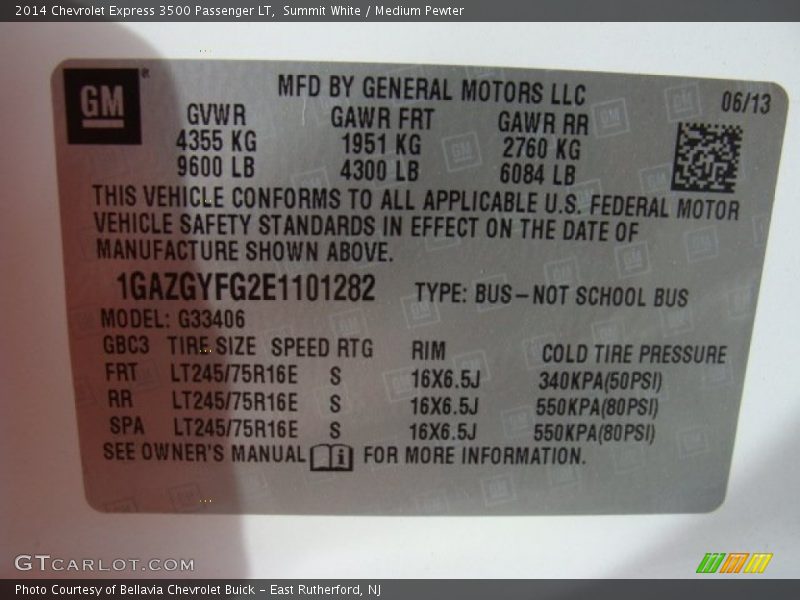 2014 Chevrolet Express 3500 Passenger LT, Summit White / Medium Pewter
GM
MFD BY GENERAL MOTORS LLC
06/13
GVWR GAWR FRT GAWR RR
4355 KG 1951 KG 2760 KG
9600 LB 4300 LB 6084 LB
THIS VEHICLE CONFORMS TO ALL APPLICABLE U.S. FEDERAL MOTOR
VEHICLE SAFETY STANDARDS IN EFFECT ON THE DATE OF
MANUFACTURE SHOWN ABOVE.
1GAZGYFG2E1101282 TYPE: BUS–NOT SCHOOL BUS
MODEL: G33406
GBC3 TIRE SIZE SPEED RTG RIM COLD TIRE PRESSURE
FRT LT245/75R16E S 16X6.5J 340KPA(50PSI)
RR LT245/75R16E S 16X6.5J 550KPA(80PSI)
SPA LT245/75R16E S 16X6.5J 550KPA(80PSI)
SEE OWNER'S MANUAL i FOR MORE INFORMATION.
GTCARLOT.COM
Photo Courtesy of Bellavia Chevrolet Buick – East Rutherford, NJ